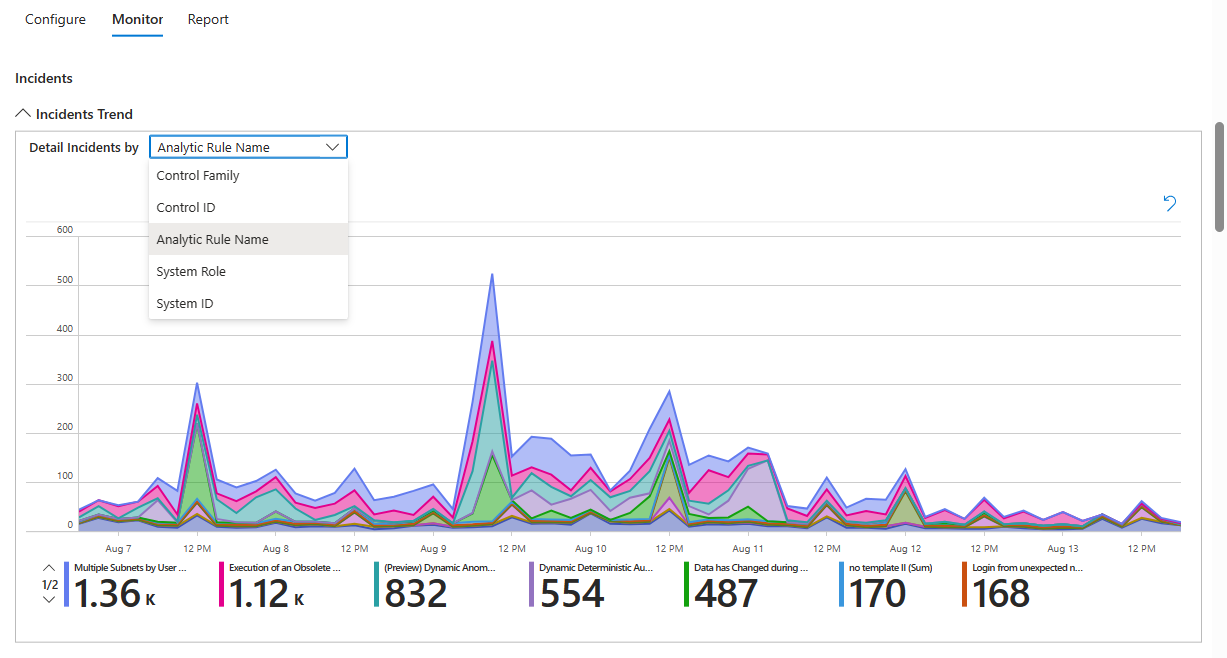 Configure Monitor Report
Incidents
Incidents Trend
Detail Incidents by Analytic Rule Name
Control Family
Control ID
Analytic Rule Name
System Role
System ID
600
500
400
300
200
100
0
Aug 7 12 PM Aug 8 12 PM Aug 9 12 PM Aug 10 12 PM Aug 11 12 PM Aug 12 12 PM Aug 13 12 PM
1/2
Multiple Subnets by User ... Execution of an Obsolete ... (Preview) Dynamic Anom... Dynamic Deterministic Au... Data has Changed during ... no template II (Sum) Login from unexpected n...
1.36 K 1.12 K 832 554 487 170 168